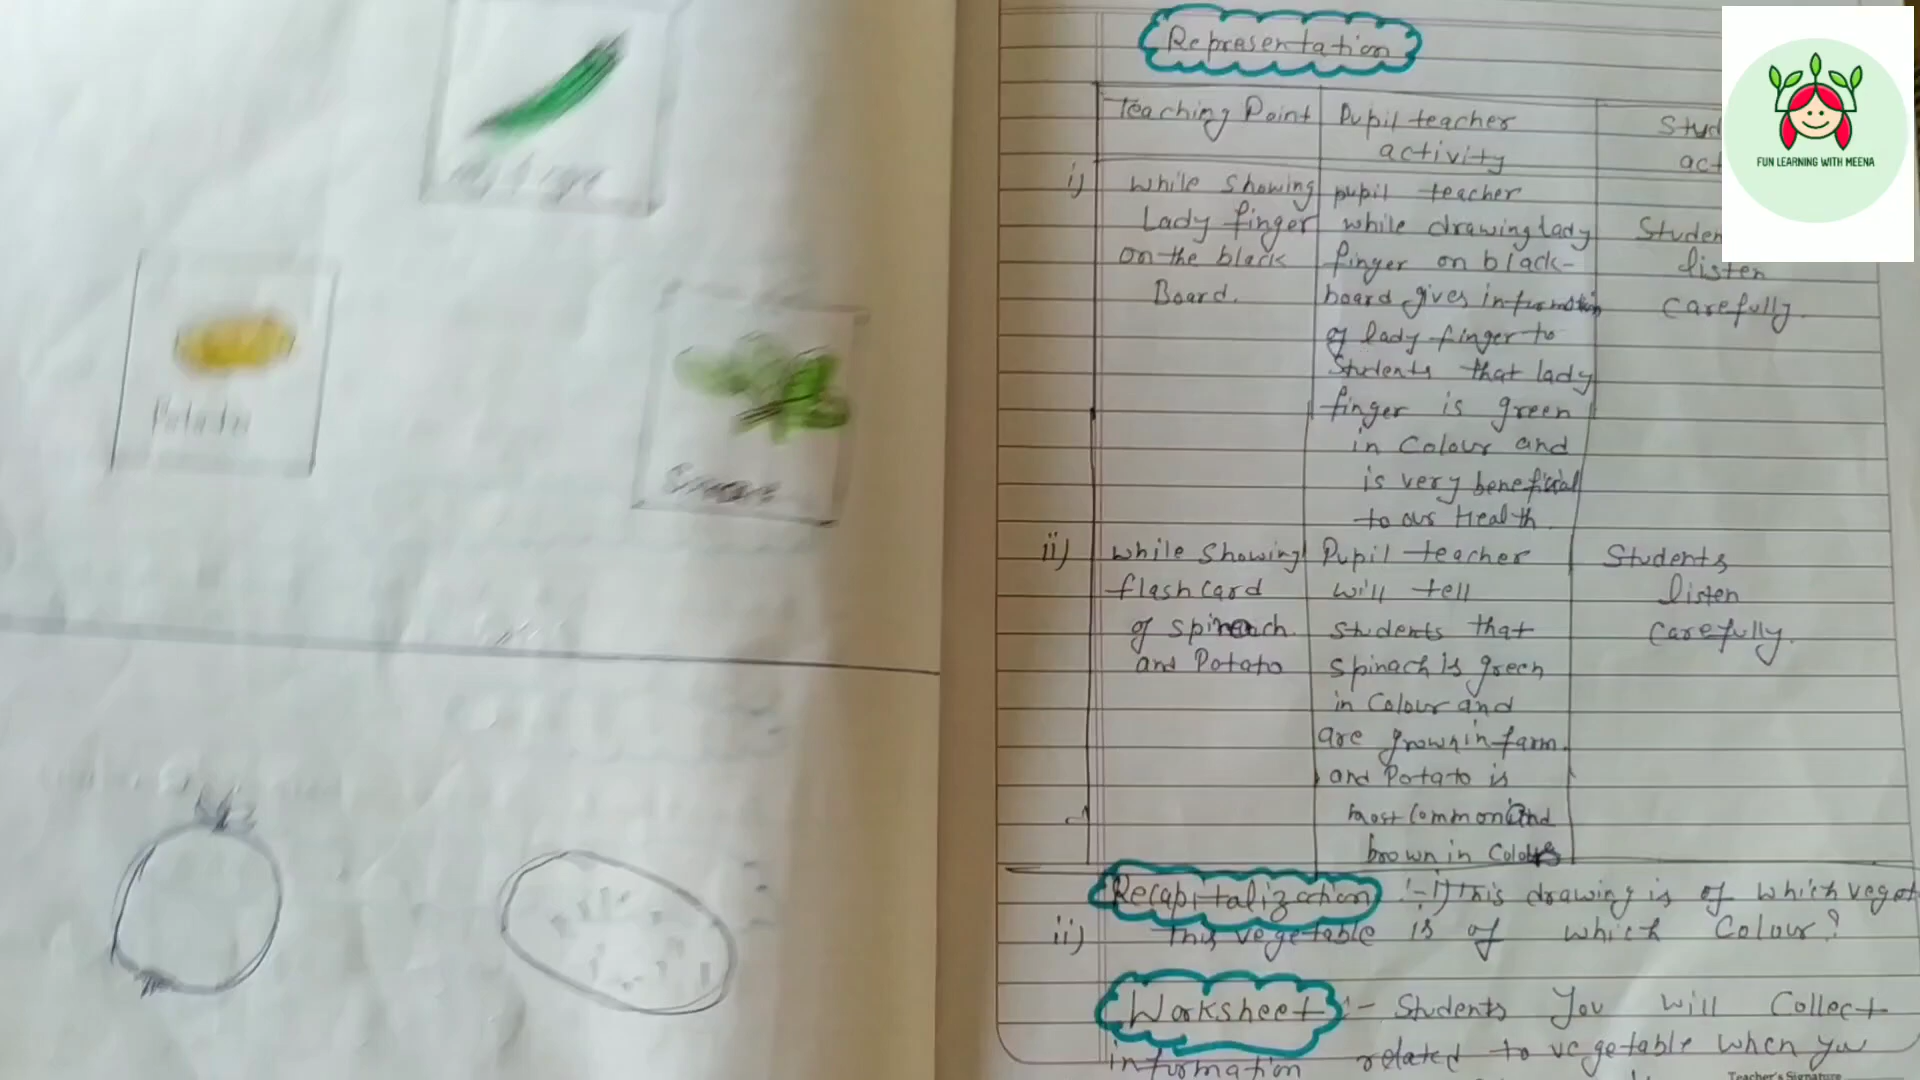 Potato
Representation
Teaching Point
Pupil teacher
activity
i)
while showing
Lady finger
on the black
Board.
pupil teacher
while drawing lady
finger on black-
board gives information
of lady finger to
Students that lady
finger is green
in Colour and
is very beneficial
to our Health
listen
carefully.
ii)
while showing
flash card
of spinach.
and Potato
Pupil teacher
will tell
students that
spinach is green
in Colour and
are grown in farm.
and Potato is
most common and
brown in Colour
Students
listen
carefully.
Recapitalization :- i) This drawing is of which
ii) This vegetable is of which Colour?
Worksheet :- Students You will Collect
information related to vegetable when you
Teacher's Signature
FUN LEARNING WITH MEENA